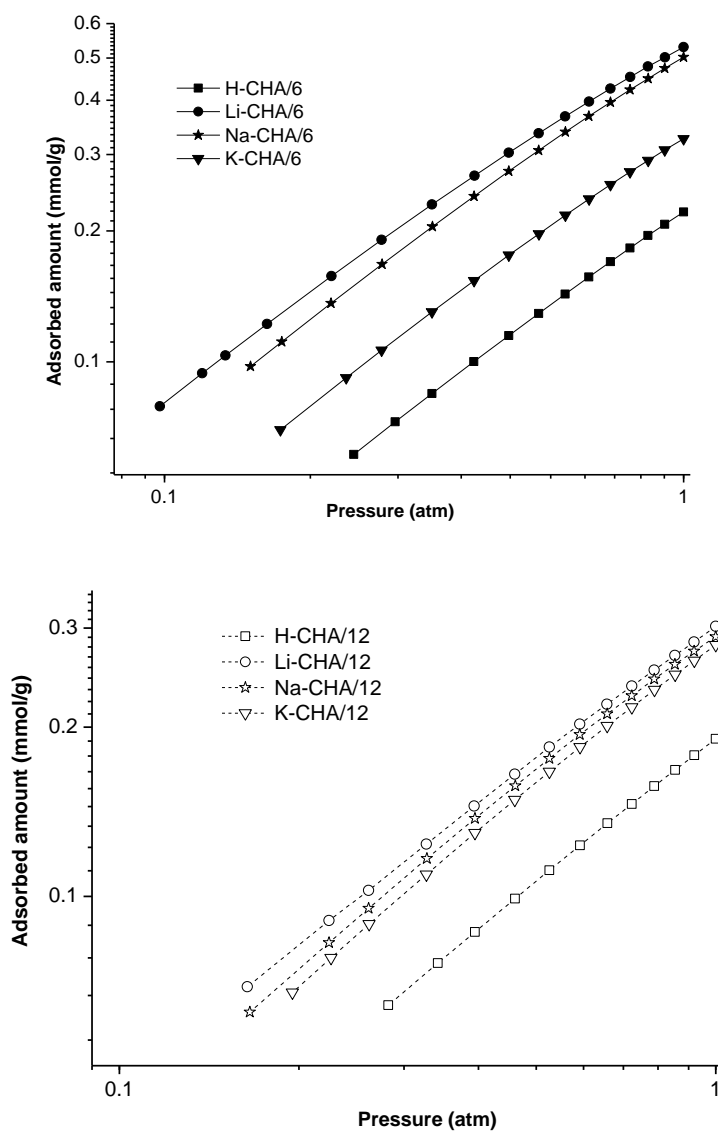 0.6
0.5
0.4
0.3
0.2
0.1
Adsorbed amount (mmol/g)
H-CHA/6
Li-CHA/6
Na-CHA/6
K-CHA/6
0.1
1
Pressure (atm)
0.3
0.2
0.1
Adsorbed amount (mmol/g)
H-CHA/12
Li-CHA/12
Na-CHA/12
K-CHA/12
0.1
1
Pressure (atm)